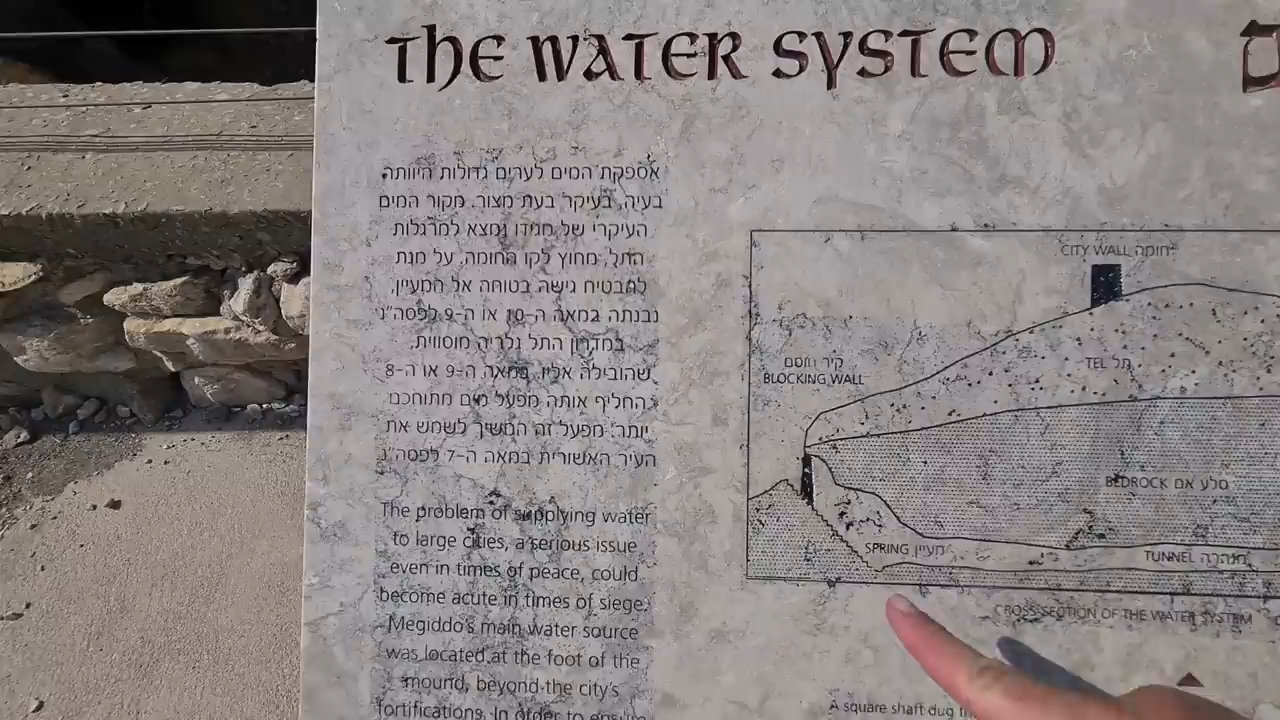 THE WATER SYSTEM
אספקת המים לערים גדולות היוותה
בעיה, בעיקר בעת מצור. מקור המים
העיקרי של מגידו נמצא למרגלות
התל, מחוץ לקו החומה. על מנת
להבטיח גישה בטוחה אל המעיין,
נבנתה במאה ה-10 או ה-9 לפסה"נ
במדרון התל גלריה מוסווית,
שהובילה אליו. במאה ה-9 או ה-8
החליף אותה מפעל מים מתוחכם
יותר. מפעל זה המשיך לשמש את
העיר האשורית במאה ה-7 לפסה"נ.
The problem of supplying water
to large cities, a serious issue
even in times of peace, could
become acute in times of siege.
Megiddo's main water source
was located at the foot of the
mound, beyond the city's
fortifications. In order to ensure
CITY WALL חומה
קיר חוסם
BLOCKING WALL
TEL תל
BEDROCK סלע אם
SPRING מעיין
TUNNEL מנהרה
CROSS-SECTION OF THE WATER SYSTEM
A square shaft dug